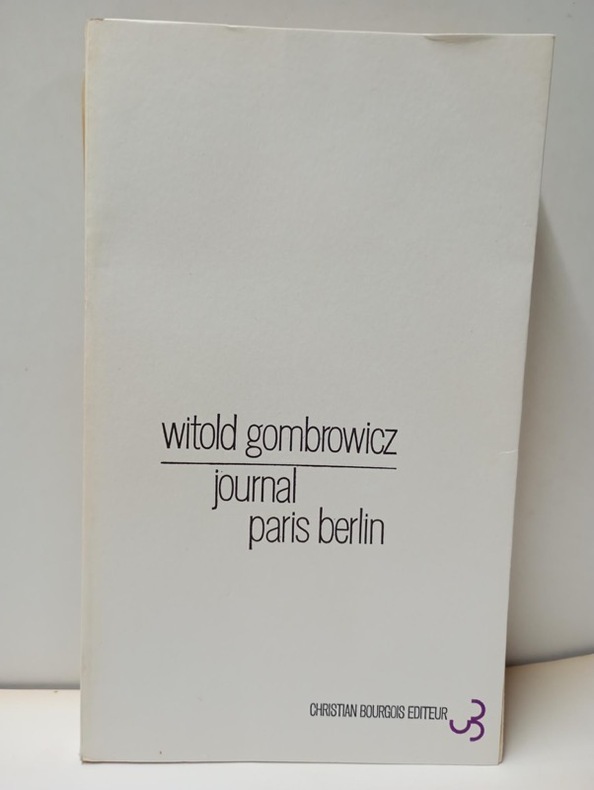 witold gombrowicz
journal
paris berlin
CHRISTIAN BOURGOIS EDITEUR